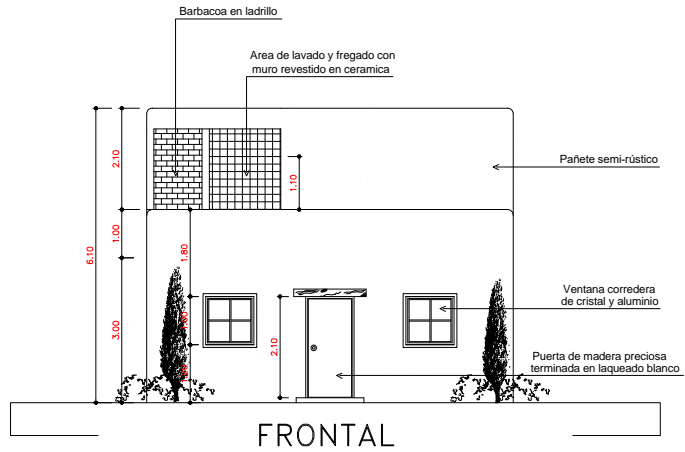 Barbacoa en ladrillo
Area de lavado y fregado con
muro revestido en ceramica
2.10
1.10
Pañete semi-rústico
6.10
1.00
1.80
Ventana corredera
de cristal y aluminio
3.00
2.10
Puerta de madera preciosa
terminada en laqueado blanco
FRONTAL